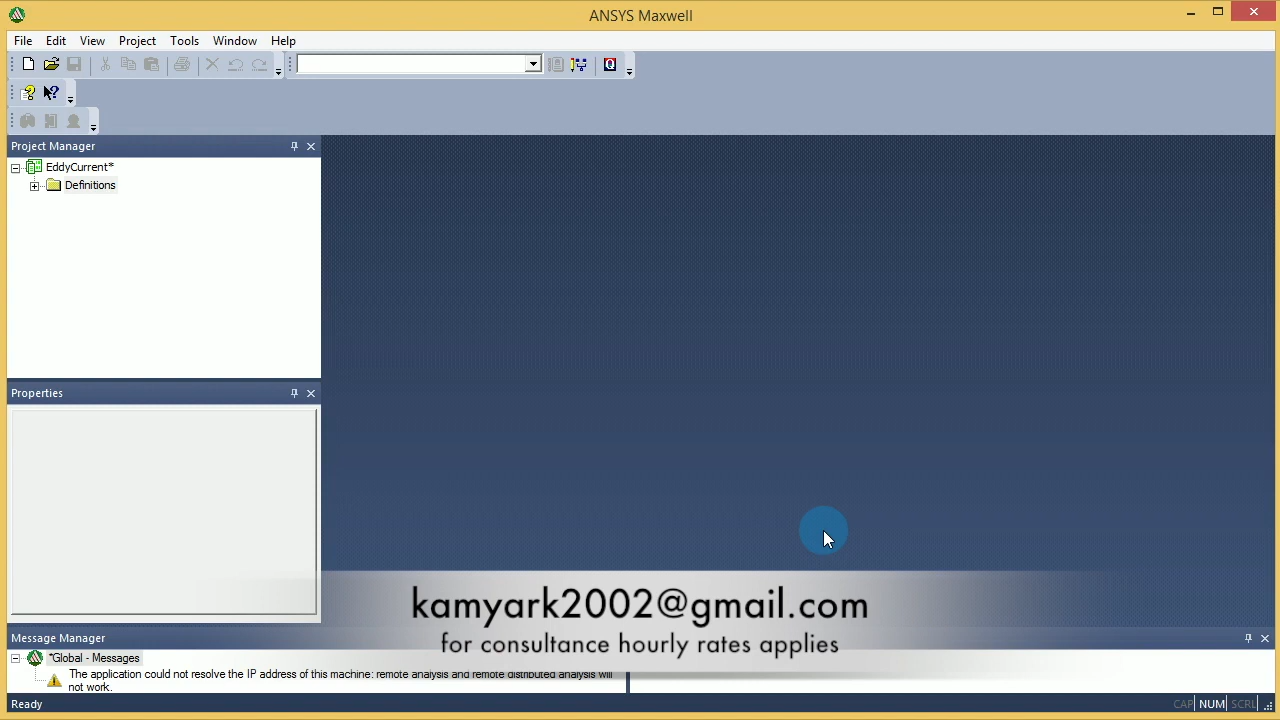 ANSYS Maxwell
File Edit View Project Tools Window Help
Project Manager
EddyCurrent*
Definitions
Properties
kamyark2002@gmail.com
for consultance hourly rates applies
Message Manager
*Global - Messages
The application could not resolve the IP address of this machine: remote analysis and remote distributed analysis will
not work.
Ready
CAP NUM SCRL